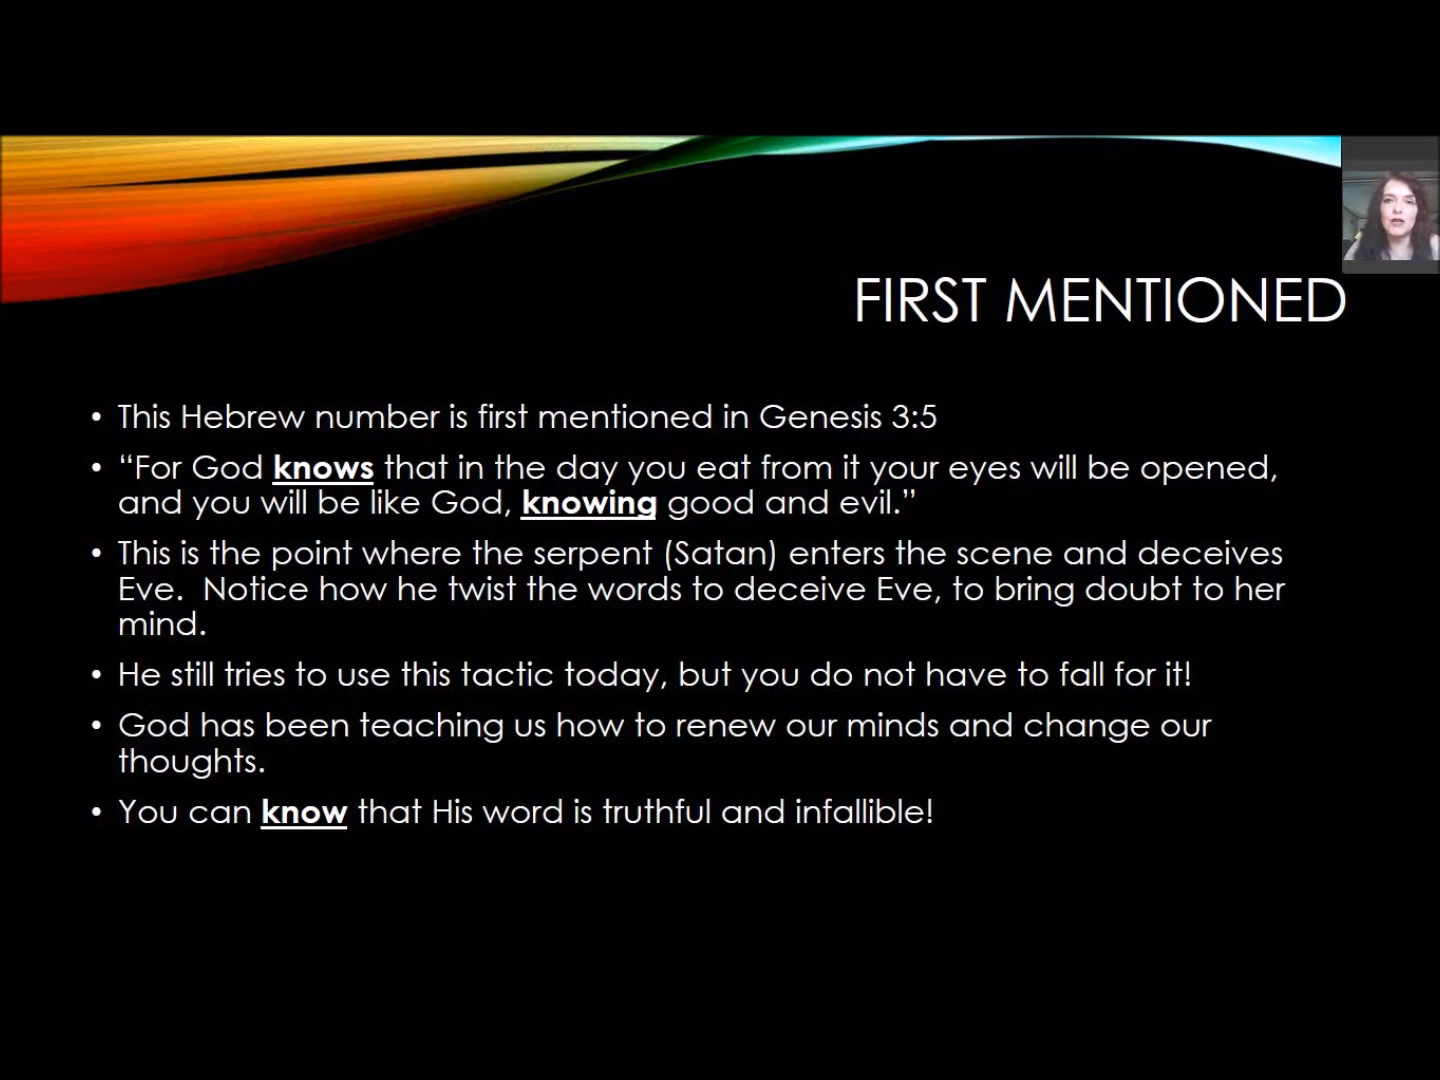 FIRST MENTIONED
• This Hebrew number is first mentioned in Genesis 3:5
• “For God knows that in the day you eat from it your eyes will be opened,
and you will be like God, knowing good and evil.”
• This is the point where the serpent (Satan) enters the scene and deceives
Eve.  Notice how he twist the words to deceive Eve, to bring doubt to her
mind.
• He still tries to use this tactic today, but you do not have to fall for it!
• God has been teaching us how to renew our minds and change our
thoughts.
• You can know that His word is truthful and infallible!